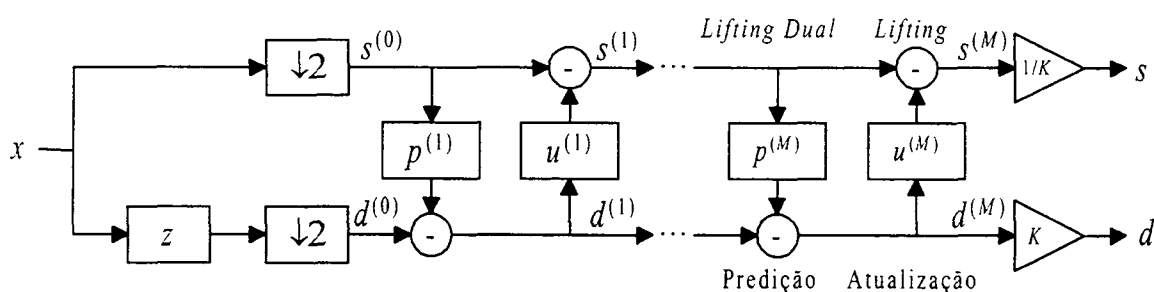 Lifting Dual Lifting
↓2 s^(0) - s^(1) ··· - s^(M) 1/K s
x p^(1) u^(1) p^(M) u^(M)
z ↓2 d^(0) - d^(1) ··· - d^(M) K d
Predição Atualização